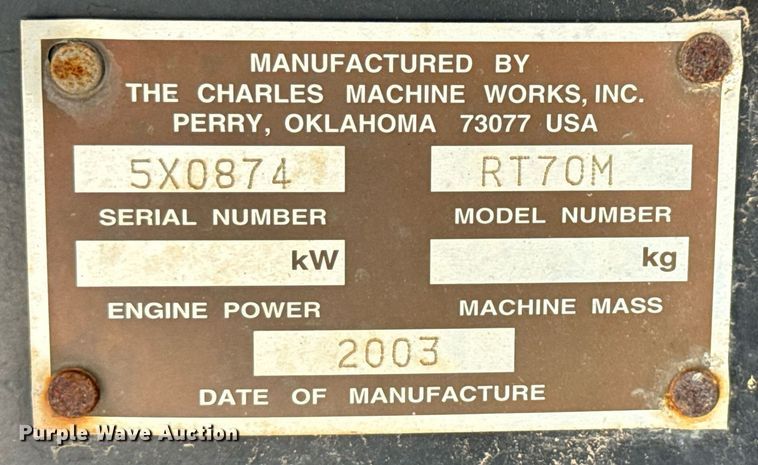 MANUFACTURED BY
THE CHARLES MACHINE WORKS, INC.
PERRY, OKLAHOMA 73077 USA
5X0874 RT70M
SERIAL NUMBER MODEL NUMBER
kW kg
ENGINE POWER MACHINE MASS
2003
DATE OF MANUFACTURE
Purple Wave Auction